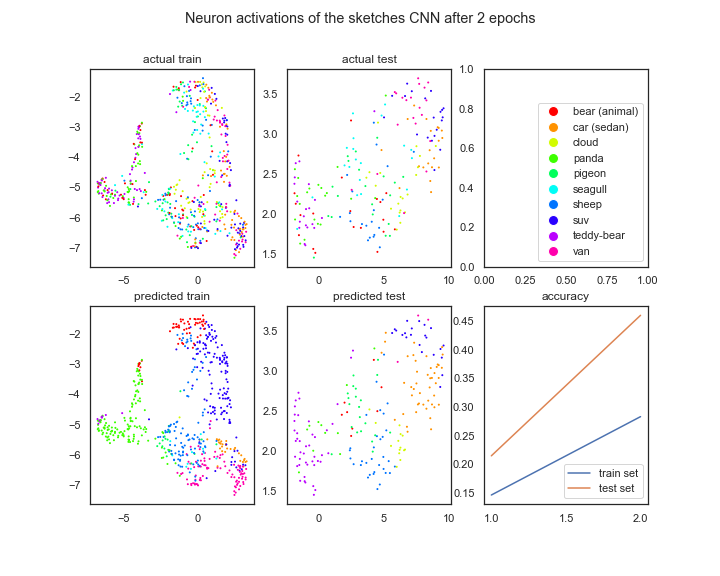 Neuron activations of the sketches CNN after 2 epochs
actual train
−2
−3
−4
−5
−6
−7
−5
0
actual test
3.5
3.0
2.5
2.0
1.5
0
5
10
1.0
0.8
0.6
0.4
0.2
0.0
0.00
0.25
0.50
0.75
1.00
bear (animal)
car (sedan)
cloud
panda
pigeon
seagull
sheep
suv
teddy-bear
van
predicted train
−2
−3
−4
−5
−6
−7
−5
0
predicted test
3.5
3.0
2.5
2.0
1.5
0
5
10
accuracy
0.45
0.40
0.35
0.30
0.25
0.20
0.15
1.0
1.5
2.0
train set
test set